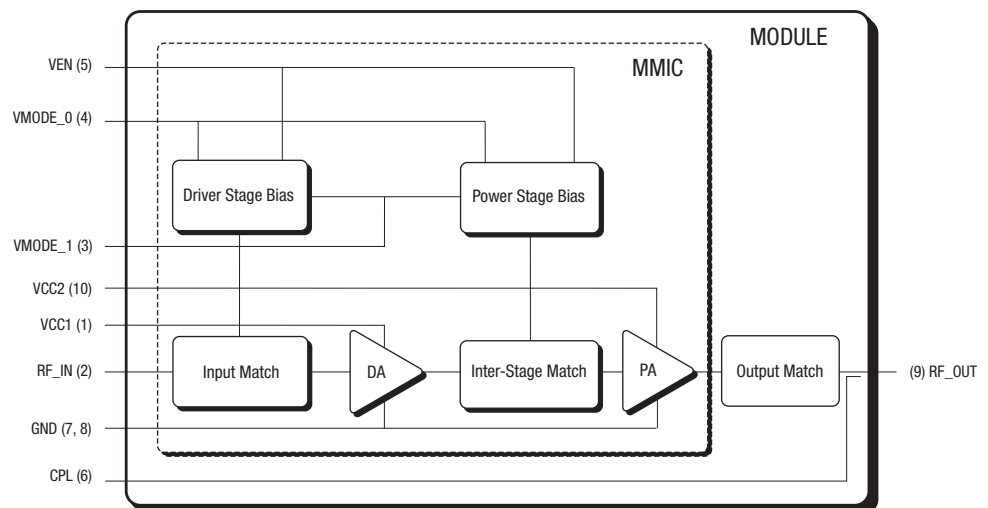 MODULE
MMIC
VEN (5)
VMODE_0 (4)
Driver Stage Bias
Power Stage Bias
VMODE_1 (3)
VCC2 (10)
VCC1 (1)
RF_IN (2)
Input Match
DA
Inter-Stage Match
PA
Output Match
(9) RF_OUT
GND (7, 8)
CPL (6)